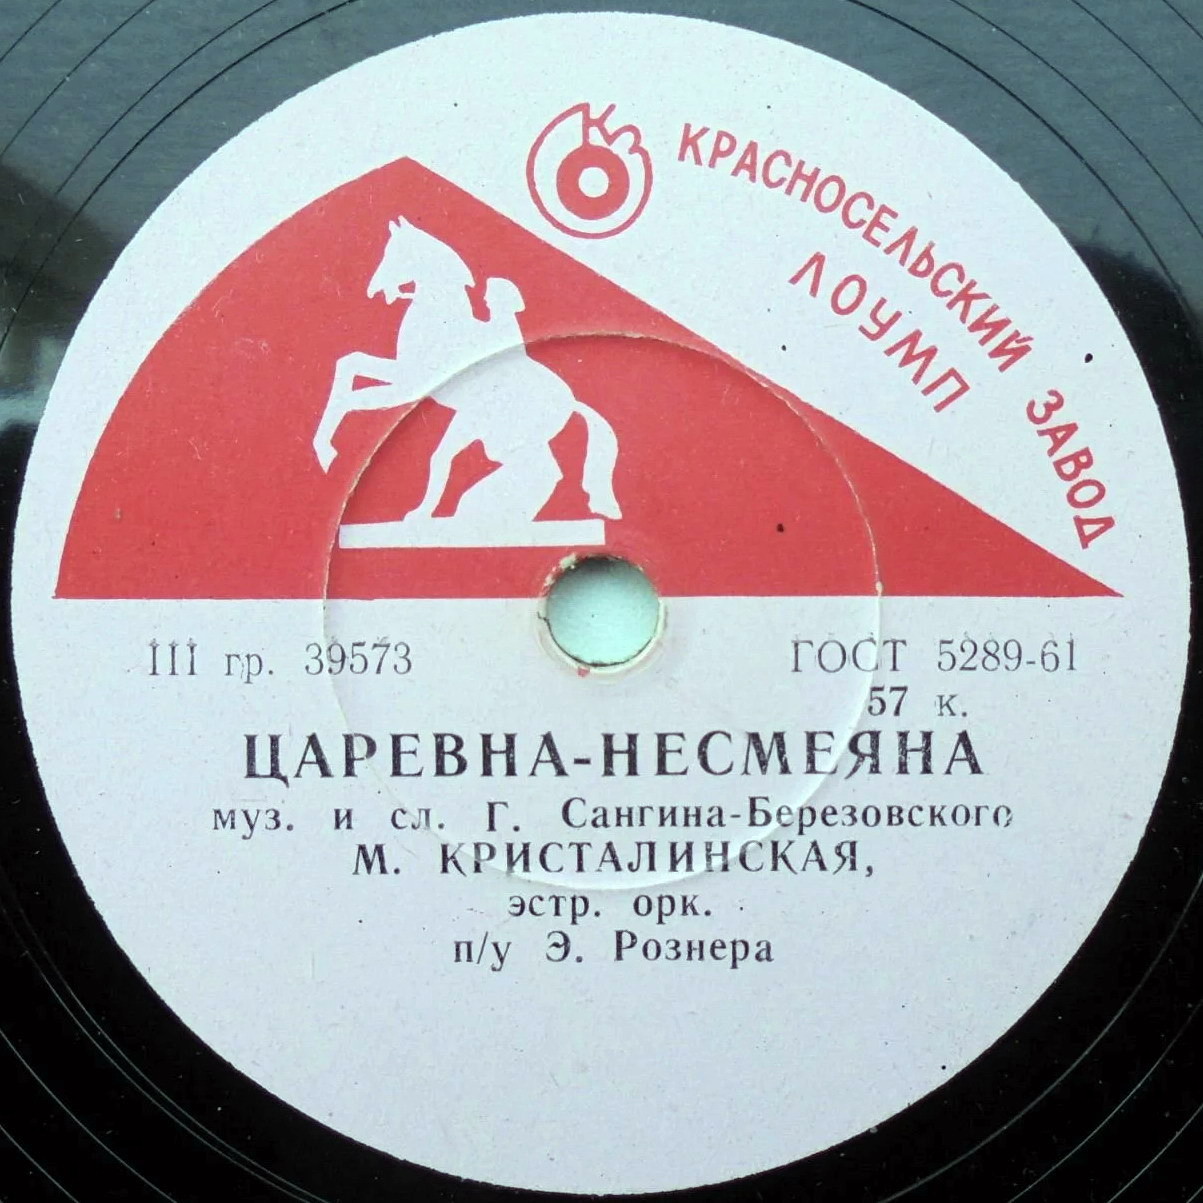 КЗ
КРАСНОСЕЛЬСКИЙ ЗАВОД
ЛОУМП
III гр. 39573
ГОСТ 5289-61
57 к.
ЦАРЕВНА-НЕСМЕЯНА
муз. и сл. Г. Сангина-Березовского
М. КРИСТАЛИНСКАЯ,
эстр. орк.
п/у Э. Рознера